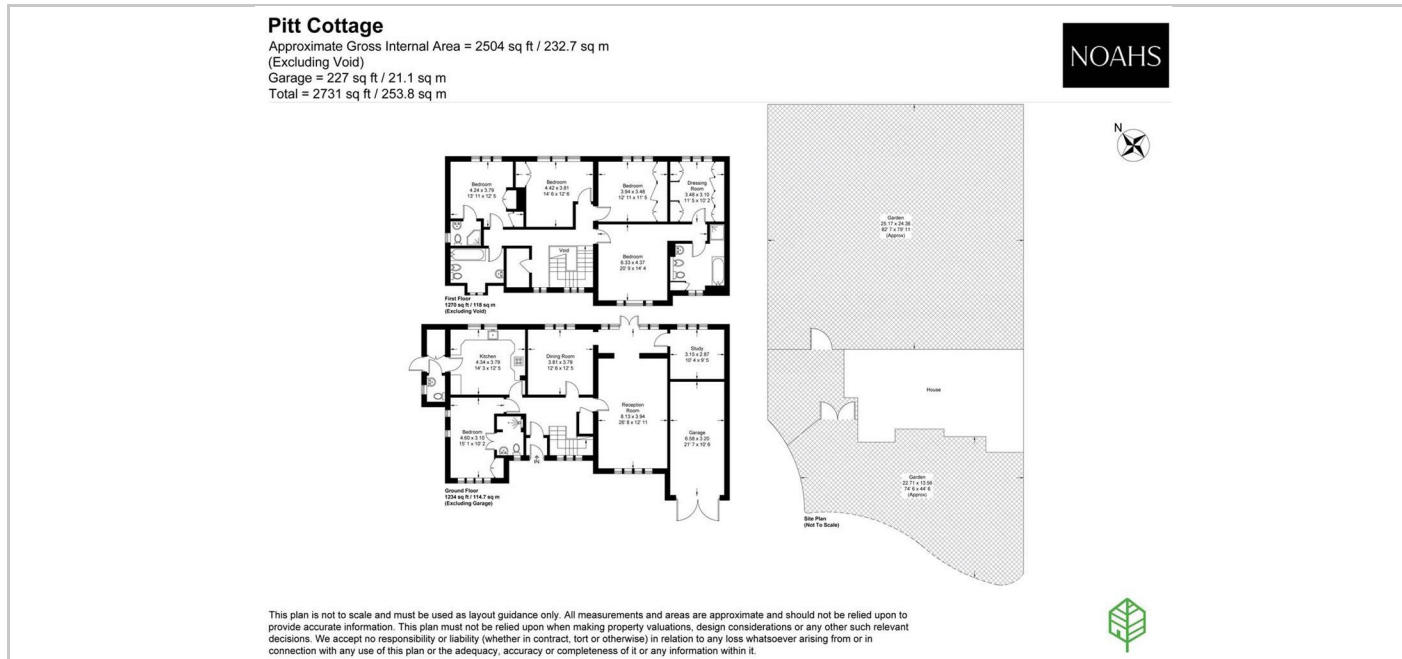 Pitt Cottage
Approximate Gross Internal Area = 2504 sq ft / 232.7 sq m
(Excluding Void)
Garage = 227 sq ft / 21.1 sq m
Total = 2731 sq ft / 253.8 sq m
NOAHS
N
Bedroom
4.24 x 3.79
13' 11 x 12' 5
Bedroom
4.42 x 3.81
14' 6 x 12' 6
Bedroom
3.94 x 3.48
12' 11 x 11' 5
Dressing
Room
3.48 x 3.10
11' 5 x 10' 2
Void
Bedroom
6.33 x 4.37
20' 9 x 14' 4
First Floor
1270 sq ft / 118 sq m
(Excluding Void)
Kitchen
4.34 x 3.79
14' 3 x 12' 5
Dining Room
3.81 x 3.79
12' 6 x 12' 5
Study
3.15 x 2.87
10' 4 x 9' 5
Reception
Room
8.13 x 3.94
26' 8 x 12' 11
Bedroom
4.60 x 3.10
15' 1 x 10' 2
Garage
6.58 x 3.20
21' 7 x 10' 6
IN
Ground Floor
1234 sq ft / 114.7 sq m
(Excluding Garage)
Garden
25.17 x 24.36
82' 7 x 79' 11
(Approx)
House
Garden
22.71 x 13.56
74' 6 x 44' 6
(Approx)
Site Plan
(Not To Scale)
This plan is not to scale and must be used as layout guidance only. All measurements and areas are approximate and should not be relied upon to
provide accurate information. This plan must not be relied upon when making property valuations, design considerations or any other such relevant
decisions. We accept no responsibility or liability (whether in contract, tort or otherwise) in relation to any loss whatsoever arising from or in
connection with any use of this plan or the adequacy, accuracy or completeness of it or any information within it.